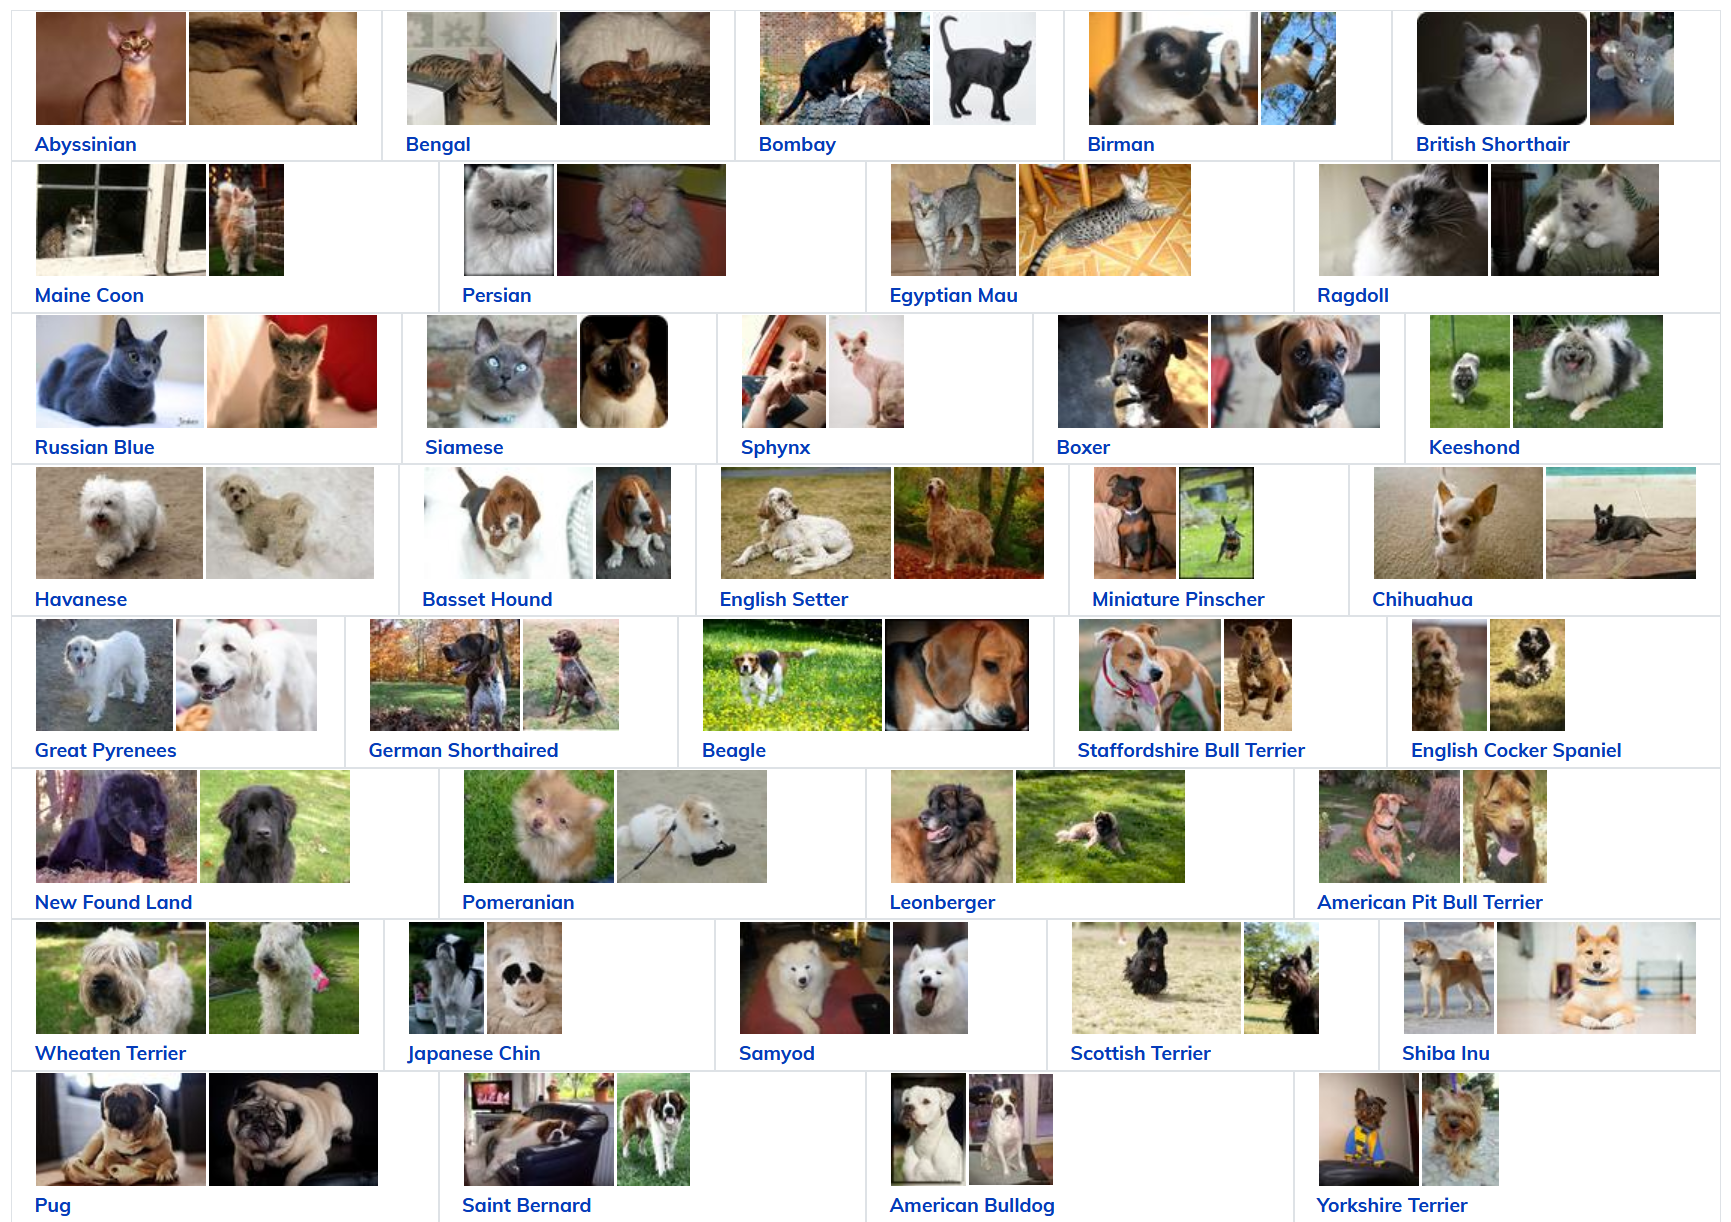 Abyssinian
Bengal
Bombay
Birman
British Shorthair
Maine Coon
Persian
Egyptian Mau
Ragdoll
Russian Blue
Siamese
Sphynx
Boxer
Keeshond
Havanese
Basset Hound
English Setter
Miniature Pinscher
Chihuahua
Great Pyrenees
German Shorthaired
Beagle
Staffordshire Bull Terrier
English Cocker Spaniel
New Found Land
Pomeranian
Leonberger
American Pit Bull Terrier
Wheaten Terrier
Japanese Chin
Samyod
Scottish Terrier
Shiba Inu
Pug
Saint Bernard
American Bulldog
Yorkshire Terrier